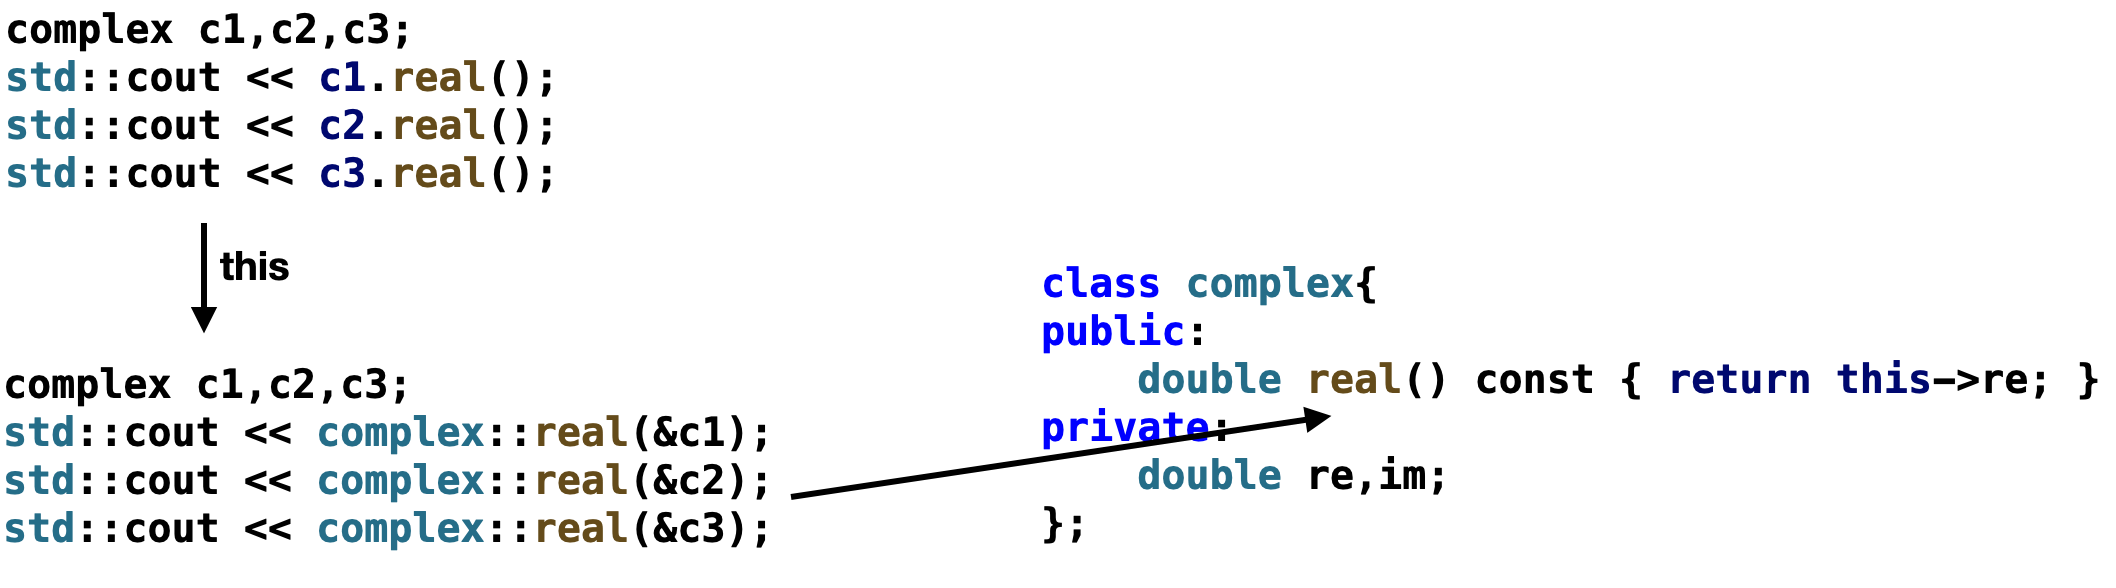 complex c1,c2,c3;
std::cout << c1.real();
std::cout << c2.real();
std::cout << c3.real();
this
complex c1,c2,c3;
std::cout << complex::real(&c1);
std::cout << complex::real(&c2);
std::cout << complex::real(&c3);
class complex{
public:
    double real() const { return this->re; }
private:
    double re,im;
};